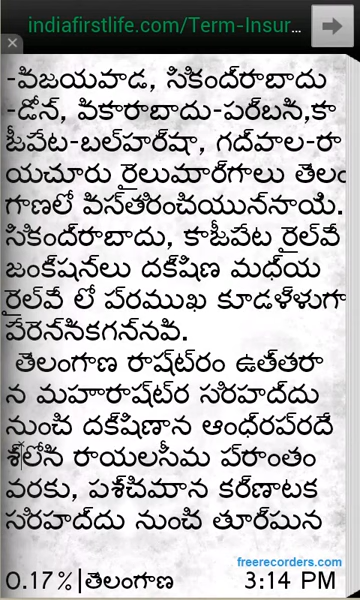 indiafirstlife.com/Term-Insur...
-విజయవాడ, సికింద్‌రాబాదు
-డోన్, వికారాబాదు-పర్‌బని,కా
జీపేట-బల్‌హర్‌షా, గద్‌వాల-రా
యచూరు రైలుమార్‌గాలు తెలం
గాణలో విస్‌తరించియున్‌నాయి.
సికింద్‌రాబాదు, కాజీపేట రైల్‌వే
జంక్‌షన్‌లు దక్‌షిణ మధ్‌య
రైల్‌వే లో ప్‌రముఖ కూడళ్‌ళుగా
పేరెన్‌నికగన్‌నవి.
తెలంగాణ రాష్‌ట్‌రం ఉత్‌తరా
న మహారాష్‌ట్‌ర సరిహద్‌దు
నుంచి దక్‌షిణాన ఆంధ్‌రప్‌రదే
శ్‌లోని రాయలసీమ ప్‌రాంతం
వరకు, పశ్‌చిమాన కర్‌ణాటక
సరిహద్‌దు నుంచి తూర్‌పున
freerecorders.com
0.17%|తెలంగాణ 3:14 PM